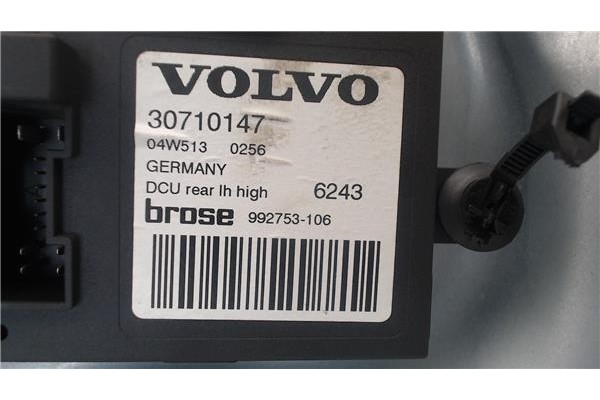 VOLVO
30710147
04W513 0256
GERMANY
DCU rear lh high 6243
brose 992753-106